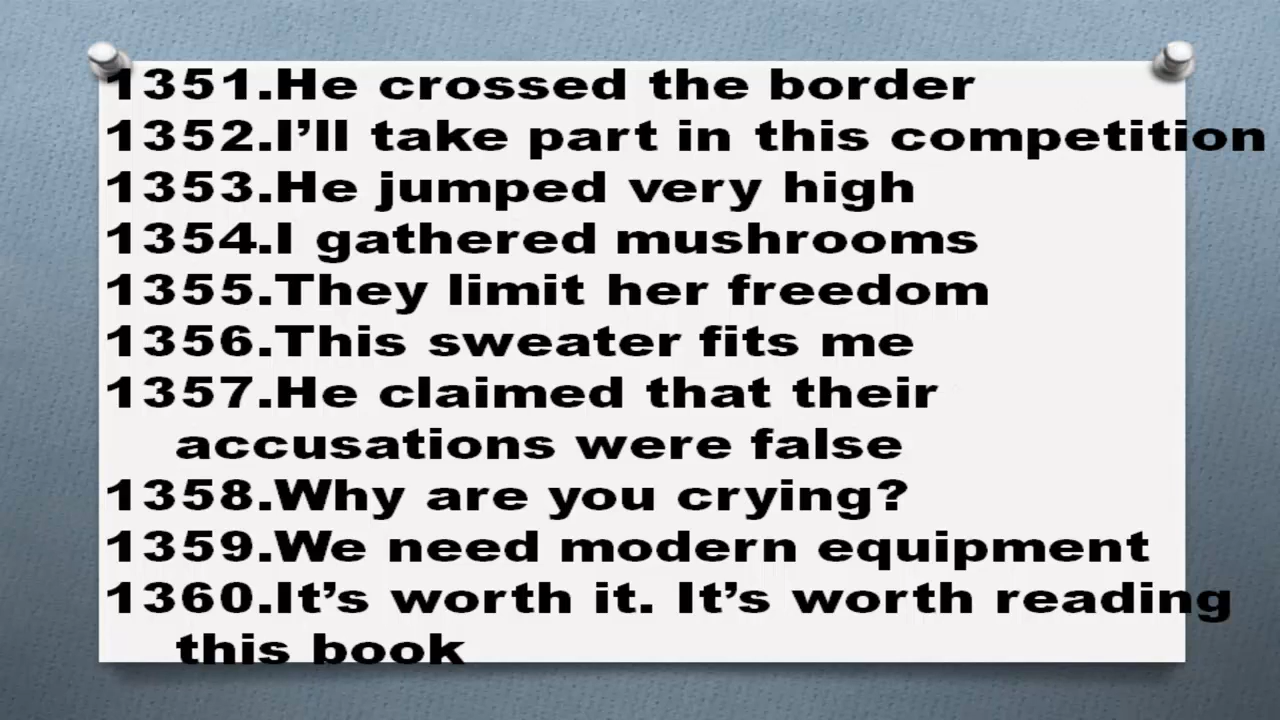 1351.He crossed the border
1352.I’ll take part in this competition
1353.He jumped very high
1354.I gathered mushrooms
1355.They limit her freedom
1356.This sweater fits me
1357.He claimed that their
accusations were false
1358.Why are you crying?
1359.We need modern equipment
1360.It’s worth it. It’s worth reading
this book